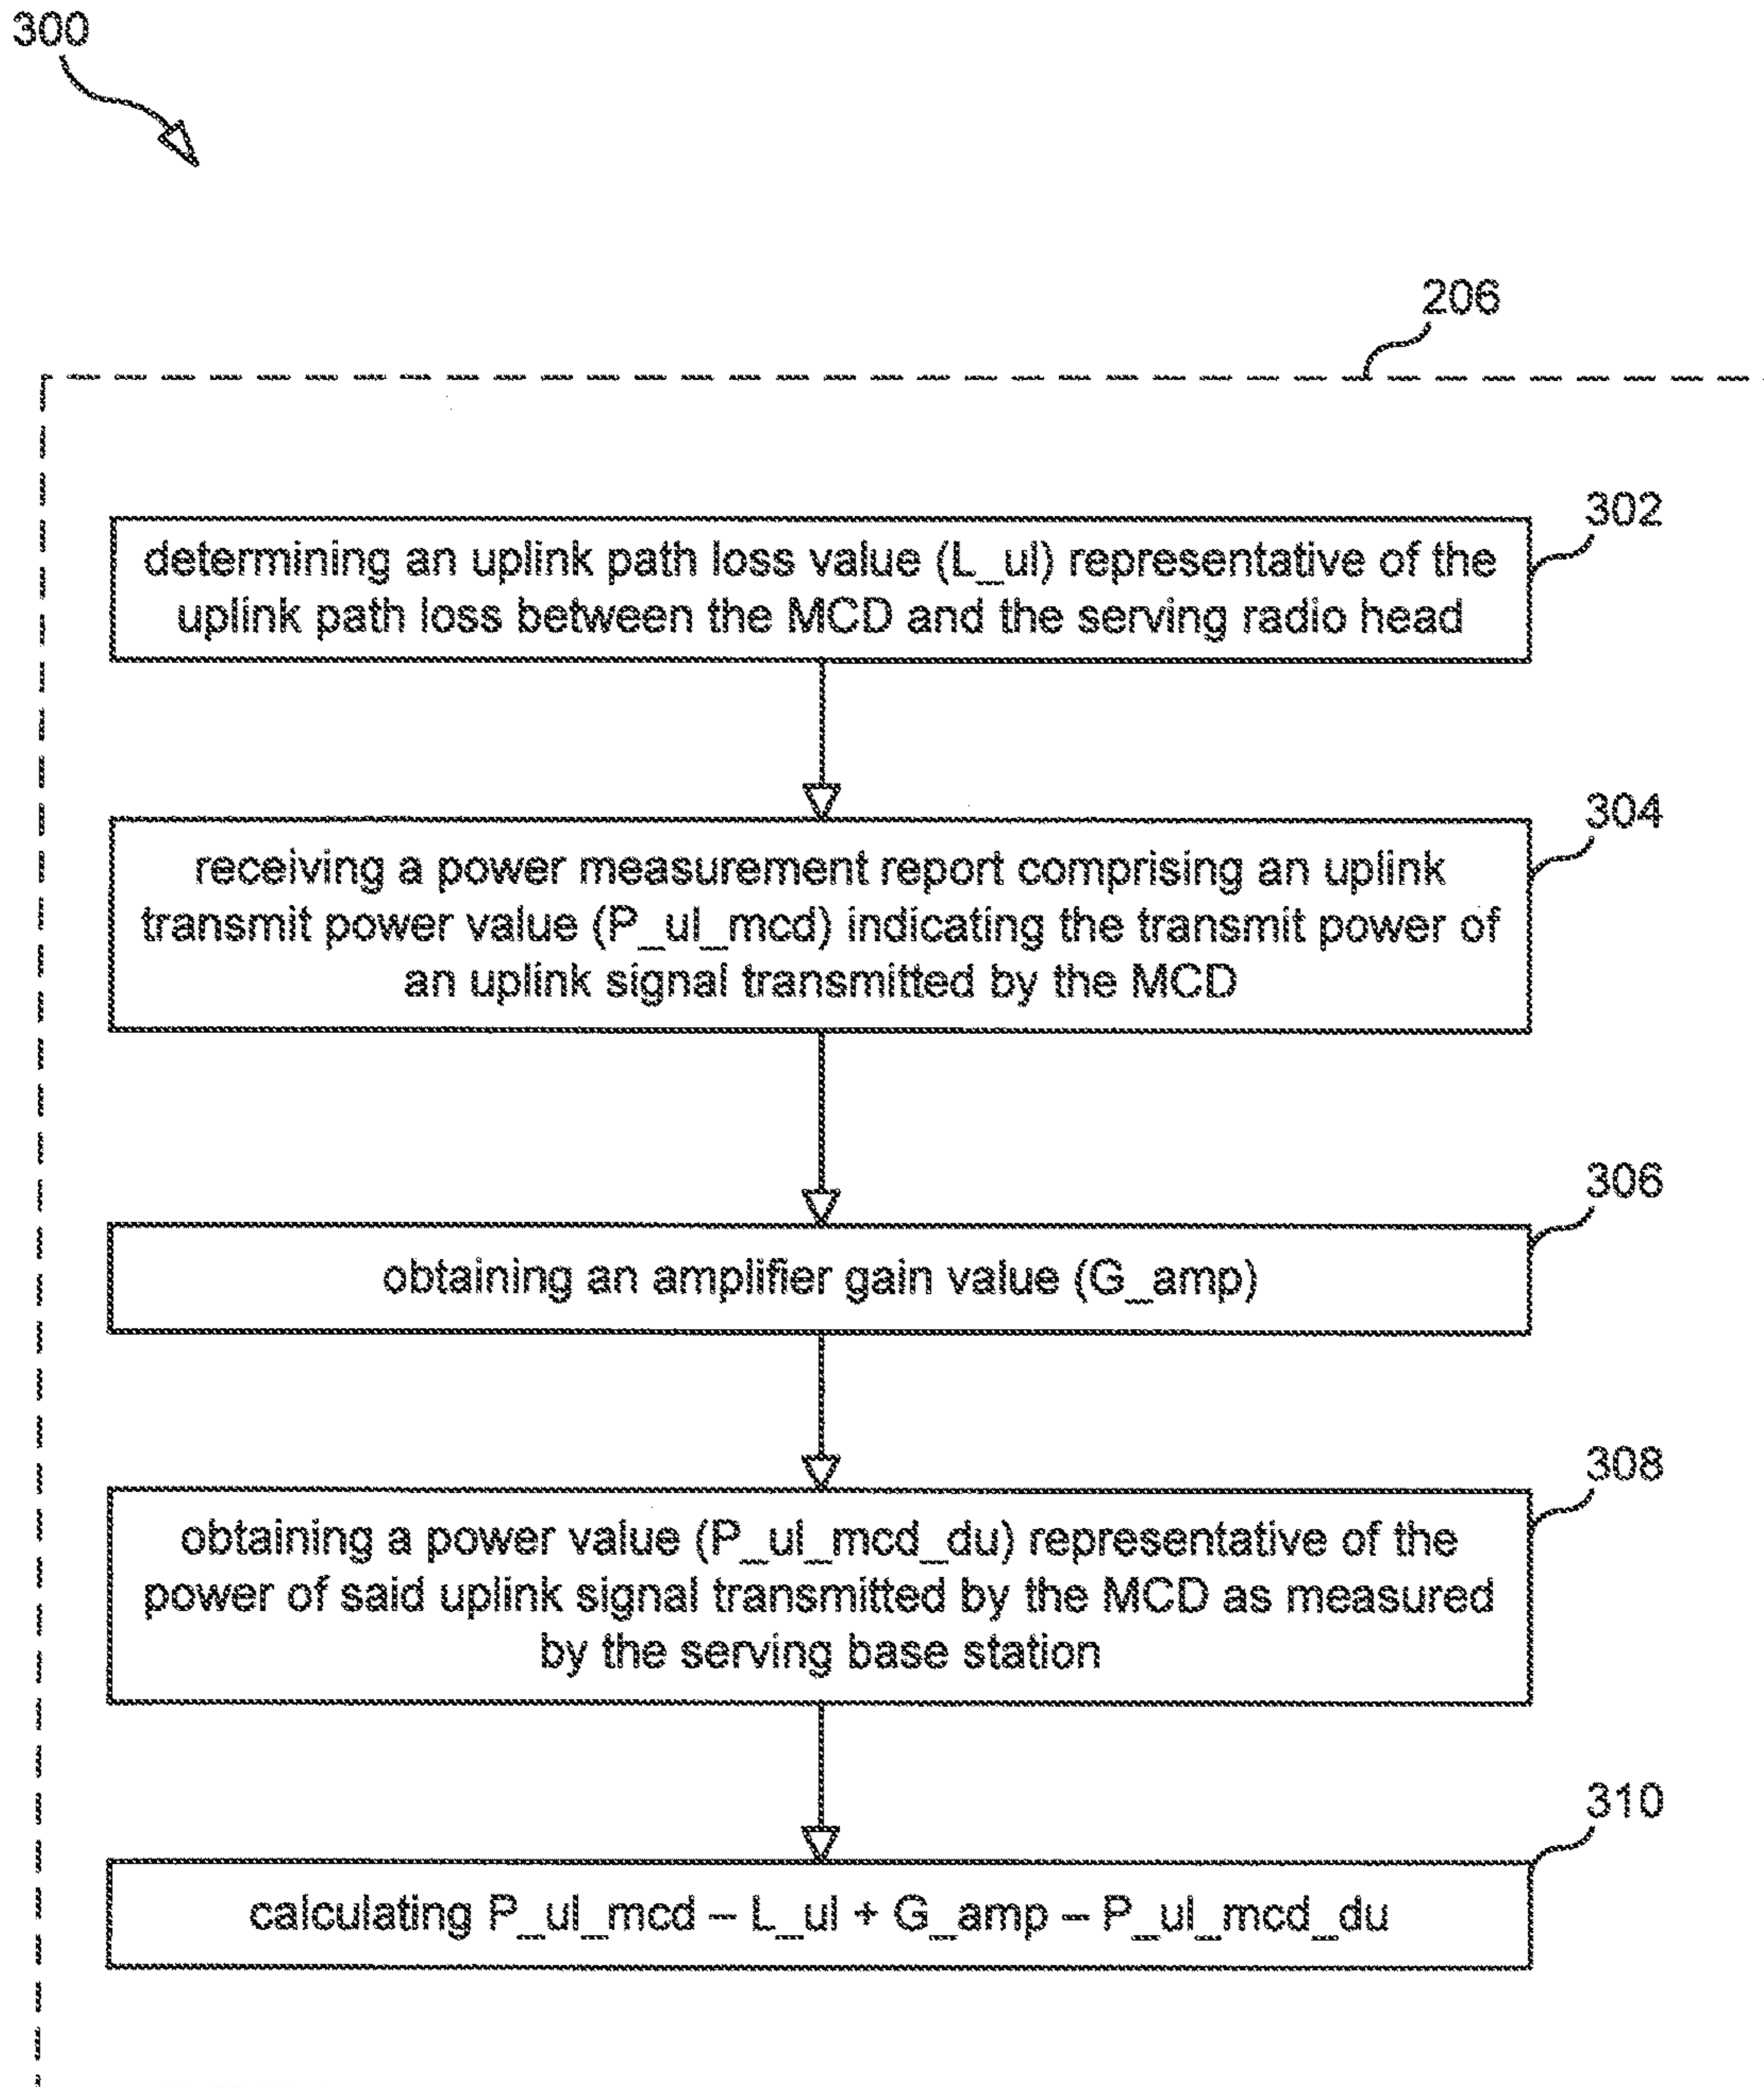 300
206
302
determining an uplink path loss value (L_ul) representative of the
uplink path loss between the MCD and the serving radio head
304
receiving a power measurement report comprising an uplink
transmit power value (P_ul_mcd) indicating the transmit power of
an uplink signal transmitted by the MCD
306
obtaining an amplifier gain value (G_amp)
308
obtaining a power value (P_ul_mcd_du) representative of the
power of said uplink signal transmitted by the MCD as measured
by the serving base station
310
calculating P_ul_mcd – L_ul + G_amp – P_ul_mcd_du